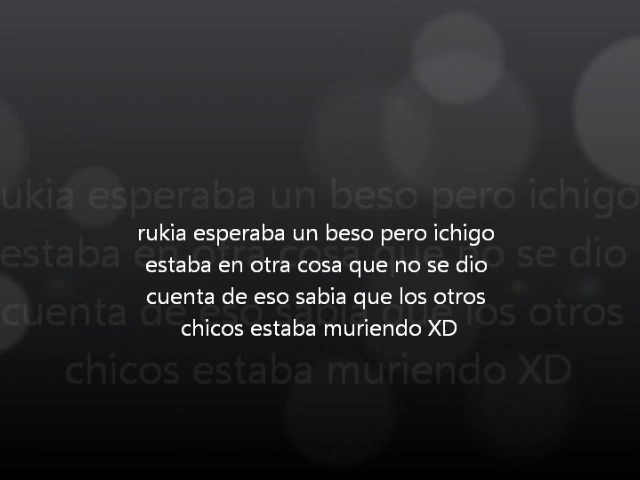 rukia esperaba un beso pero ichigo
estaba en otra cosa que no se dio
cuenta de eso sabia que los otros
chicos estaba muriendo XD